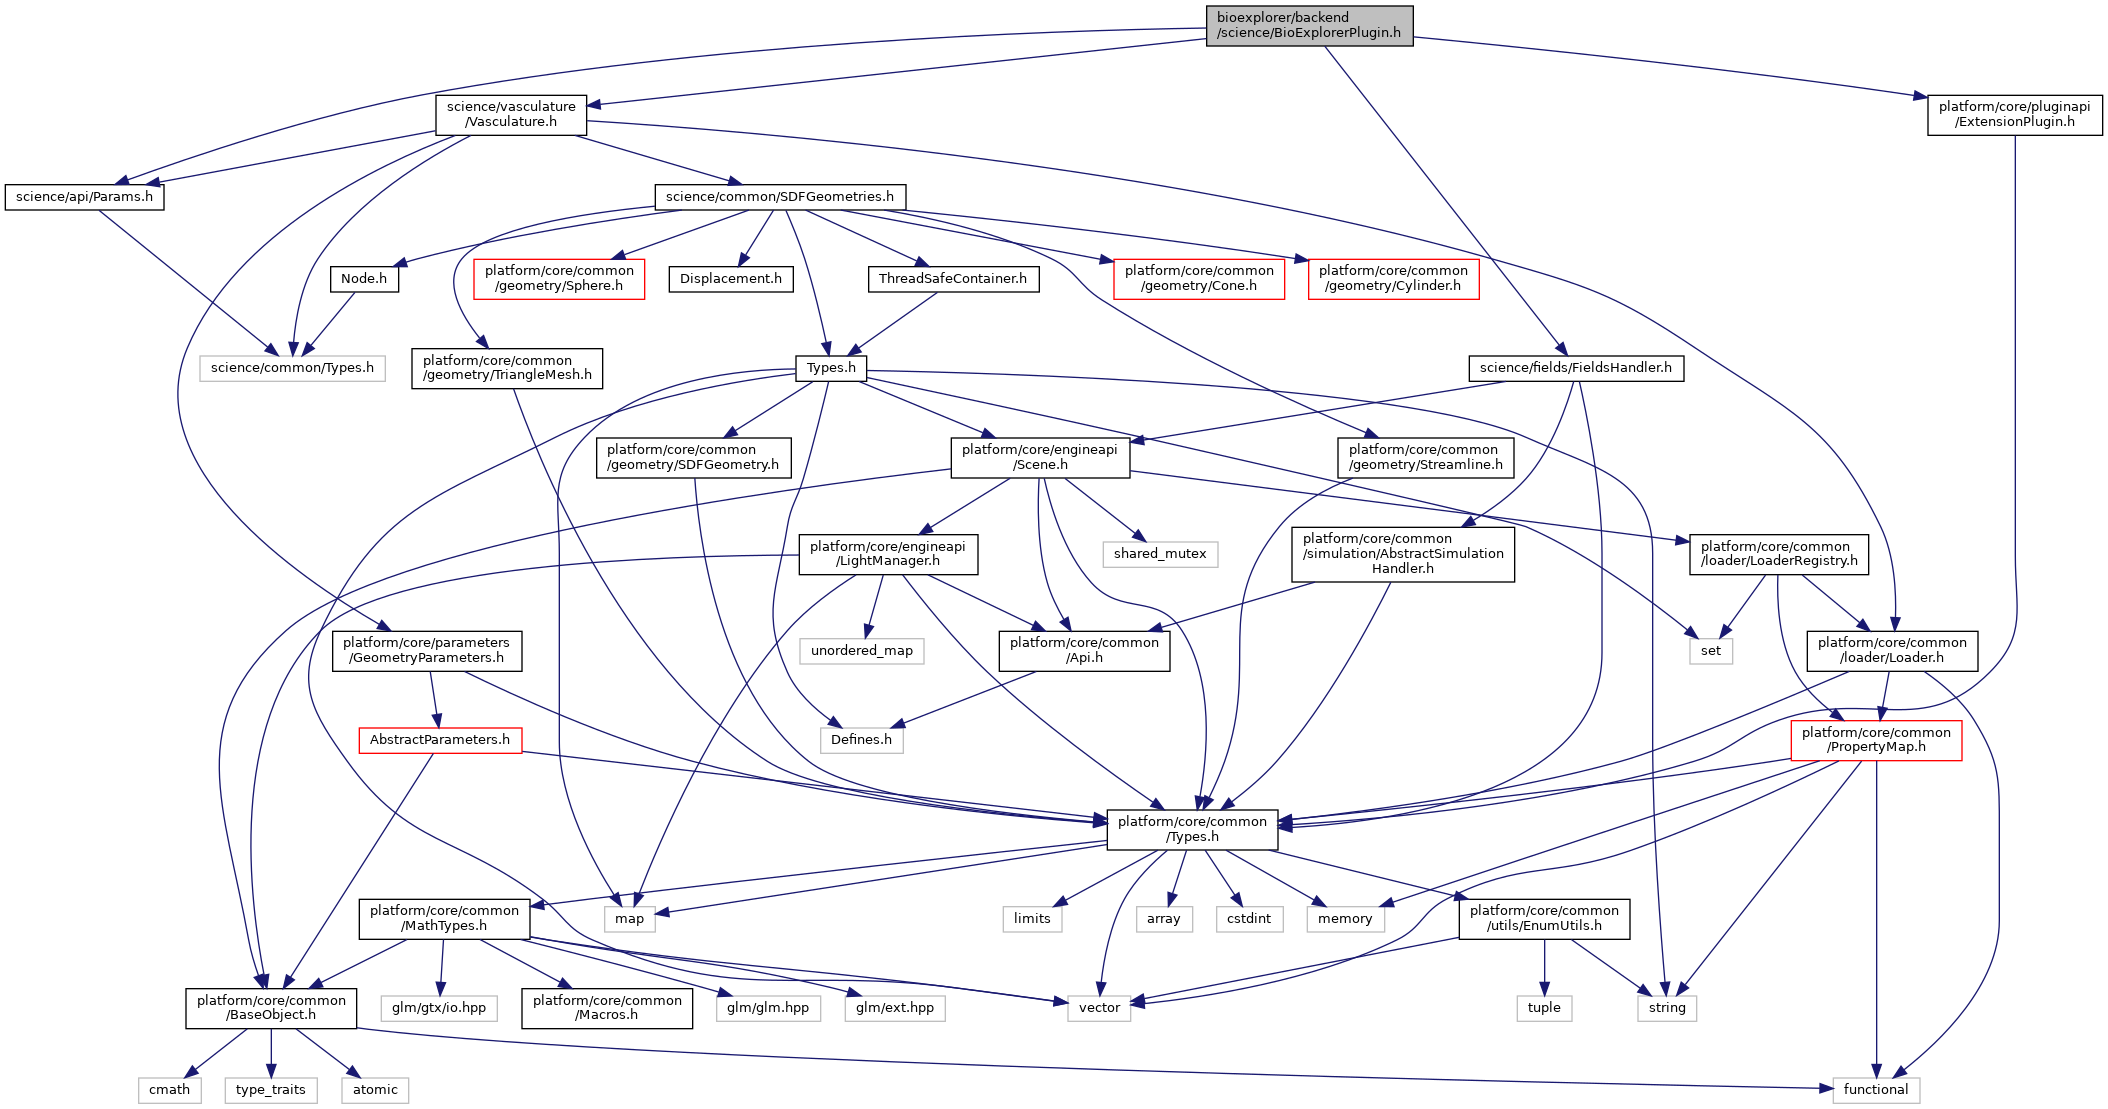 bioexplorer/backend
/science/BioExplorerPlugin.h
science/vasculature
/Vasculature.h
platform/core/pluginapi
/ExtensionPlugin.h
science/api/Params.h
science/common/SDFGeometries.h
Node.h
platform/core/common
/geometry/Sphere.h
Displacement.h
ThreadSafeContainer.h
platform/core/common
/geometry/Cone.h
platform/core/common
/geometry/Cylinder.h
science/common/Types.h
platform/core/common
/geometry/TriangleMesh.h
Types.h
science/fields/FieldsHandler.h
platform/core/common
/geometry/SDFGeometry.h
platform/core/engineapi
/Scene.h
platform/core/common
/geometry/Streamline.h
platform/core/engineapi
/LightManager.h
shared_mutex
platform/core/common
/simulation/AbstractSimulation
Handler.h
platform/core/common
/loader/LoaderRegistry.h
platform/core/parameters
/GeometryParameters.h
unordered_map
platform/core/common
/Api.h
set
platform/core/common
/loader/Loader.h
AbstractParameters.h
Defines.h
platform/core/common
/PropertyMap.h
platform/core/common
/Types.h
platform/core/common
/MathTypes.h
map
limits
array
cstdint
memory
platform/core/common
/utils/EnumUtils.h
platform/core/common
/BaseObject.h
glm/gtx/io.hpp
platform/core/common
/Macros.h
glm/glm.hpp
glm/ext.hpp
vector
tuple
string
cmath
type_traits
atomic
functional